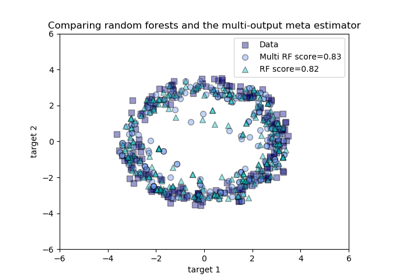 Comparing random forests and the multi-output meta estimator
6
4
2
0
−2
−4
−6
target 2
Data
Multi RF score=0.83
RF score=0.82
−6
−4
−2
0
2
4
6
target 1